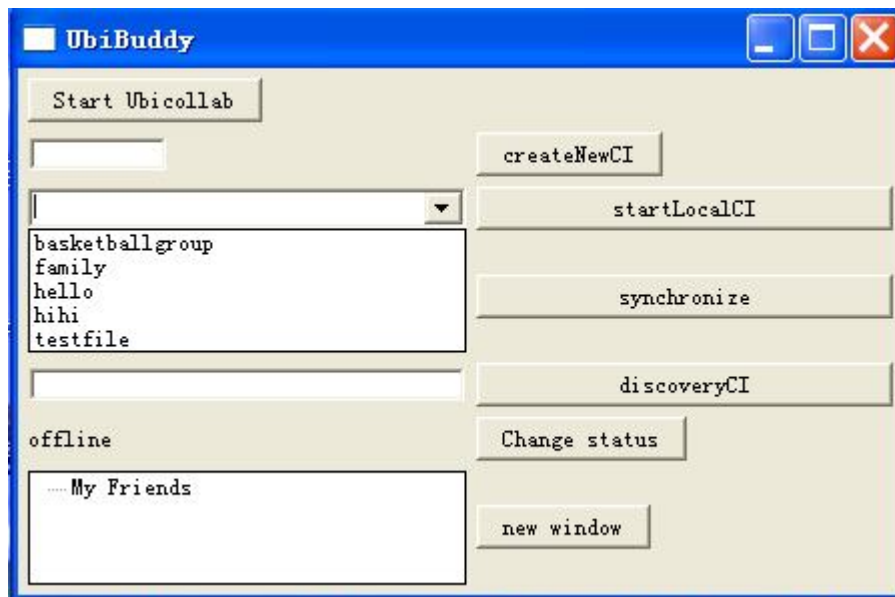 UbiBuddy
Start Ubicollab
createNewCI
startLocalCI
basketballgroup
family
hello
hihi
testfile
synchronize
discoveryCI
offline
Change status
My Friends
new window